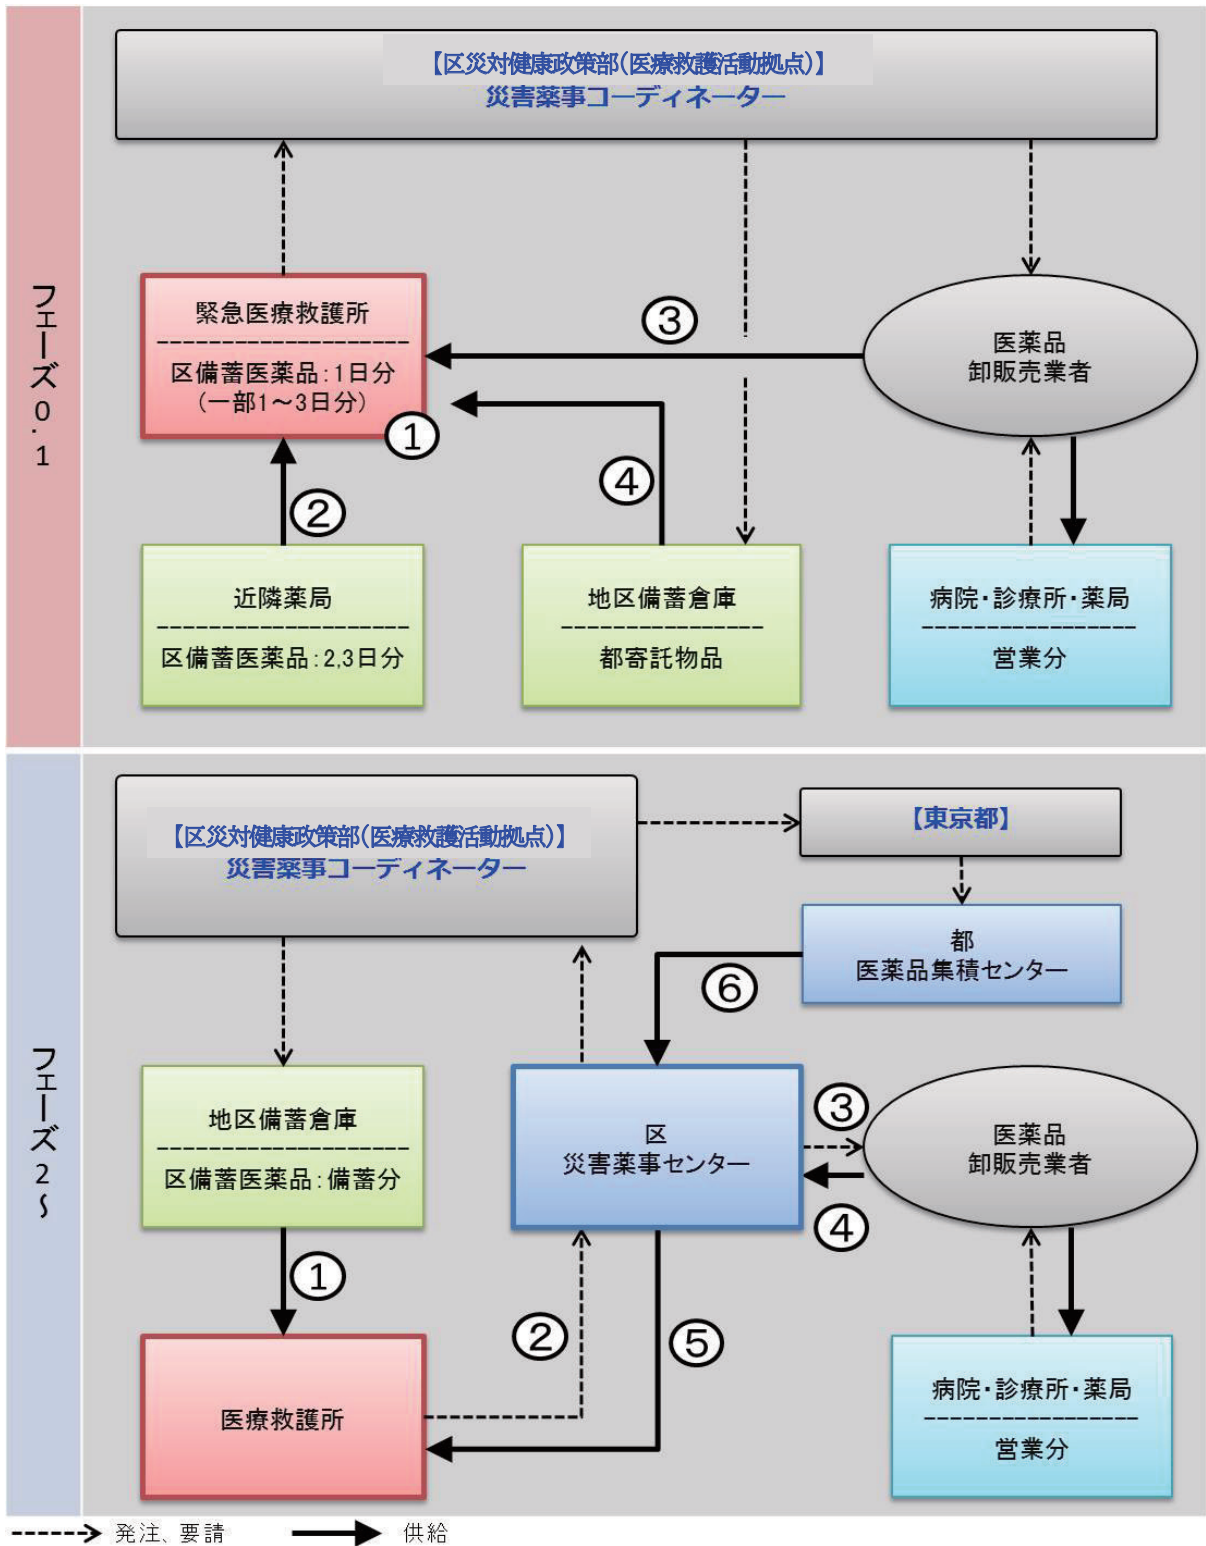 フェーズ0.1
【区災対健康政策部(医療救護活動拠点)】
災害薬事コーディネーター
緊急医療救護所
区備蓄医薬品:1日分
(一部1～3日分)
①
②
③
④
医薬品
卸販売業者
近隣薬局
区備蓄医薬品:2,3日分
地区備蓄倉庫
都寄託物品
病院・診療所・薬局
営業分
フェーズ2～
【区災対健康政策部(医療救護活動拠点)】
災害薬事コーディネーター
【東京都】
都
医薬品集積センター
⑥
地区備蓄倉庫
区備蓄医薬品:備蓄分
区
災害薬事センター
③
④
医薬品
卸販売業者
①
②
⑤
医療救護所
病院・診療所・薬局
営業分
発注、要請
供給